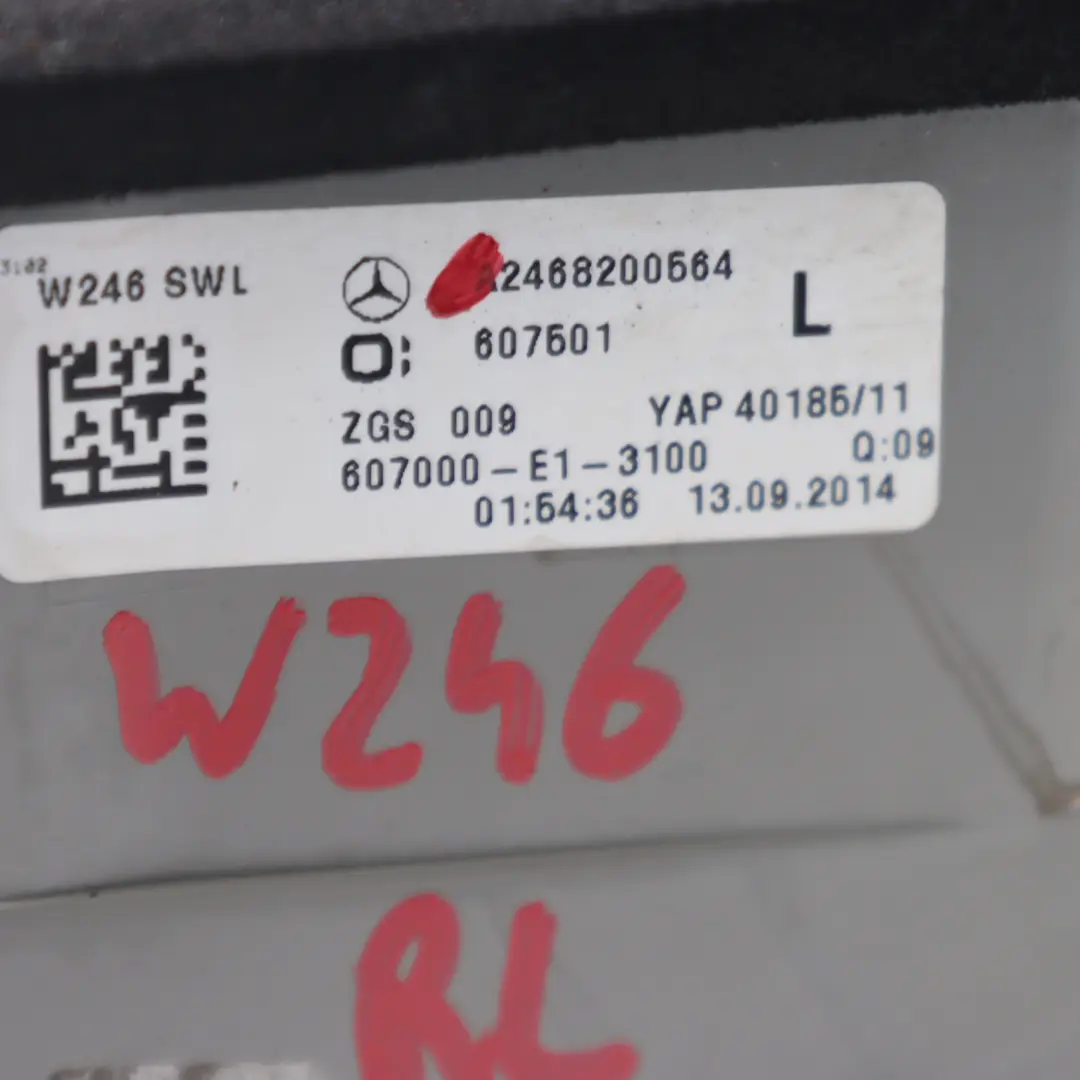 W246 SWL
A2468200564
L
607501
ZGS 009
YAP 40185/11
607000-E1-3100
Q:09
01:54:36 13.09.2014
W246
RL